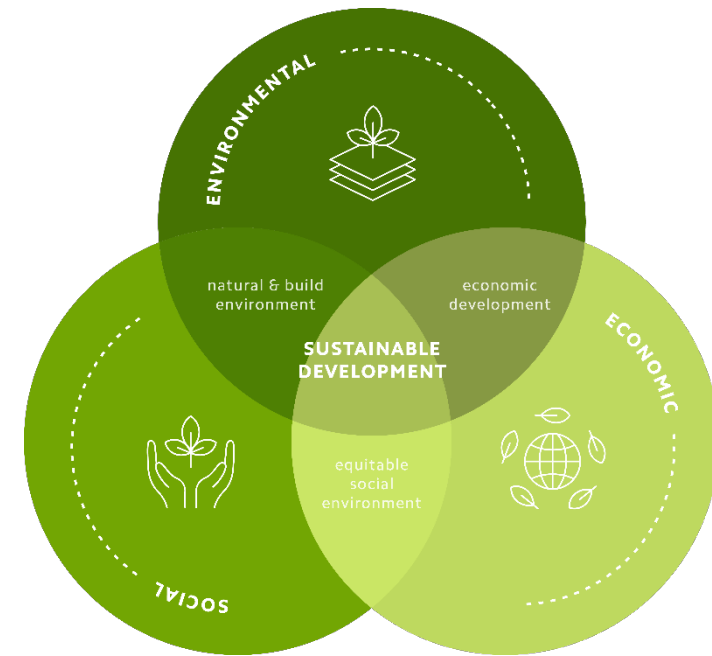 ENVIRONMENTAL
natural & build
environment
economic
development
ECONOMIC
SUSTAINABLE
DEVELOPMENT
equitable
social
environment
SOCIAL